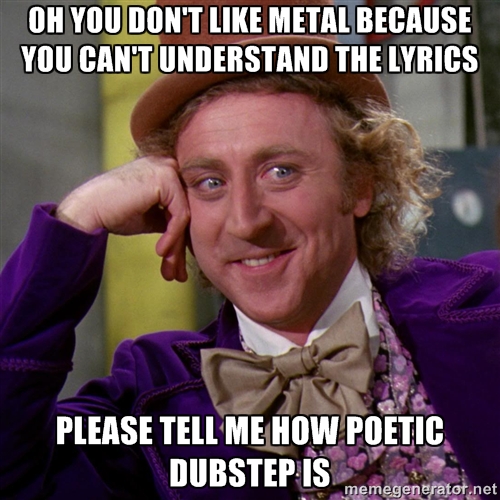 OH YOU DON'T LIKE METAL BECAUSE
YOU CAN'T UNDERSTAND THE LYRICS
PLEASE TELL ME HOW POETIC
DUBSTEP IS
memegenerator.net